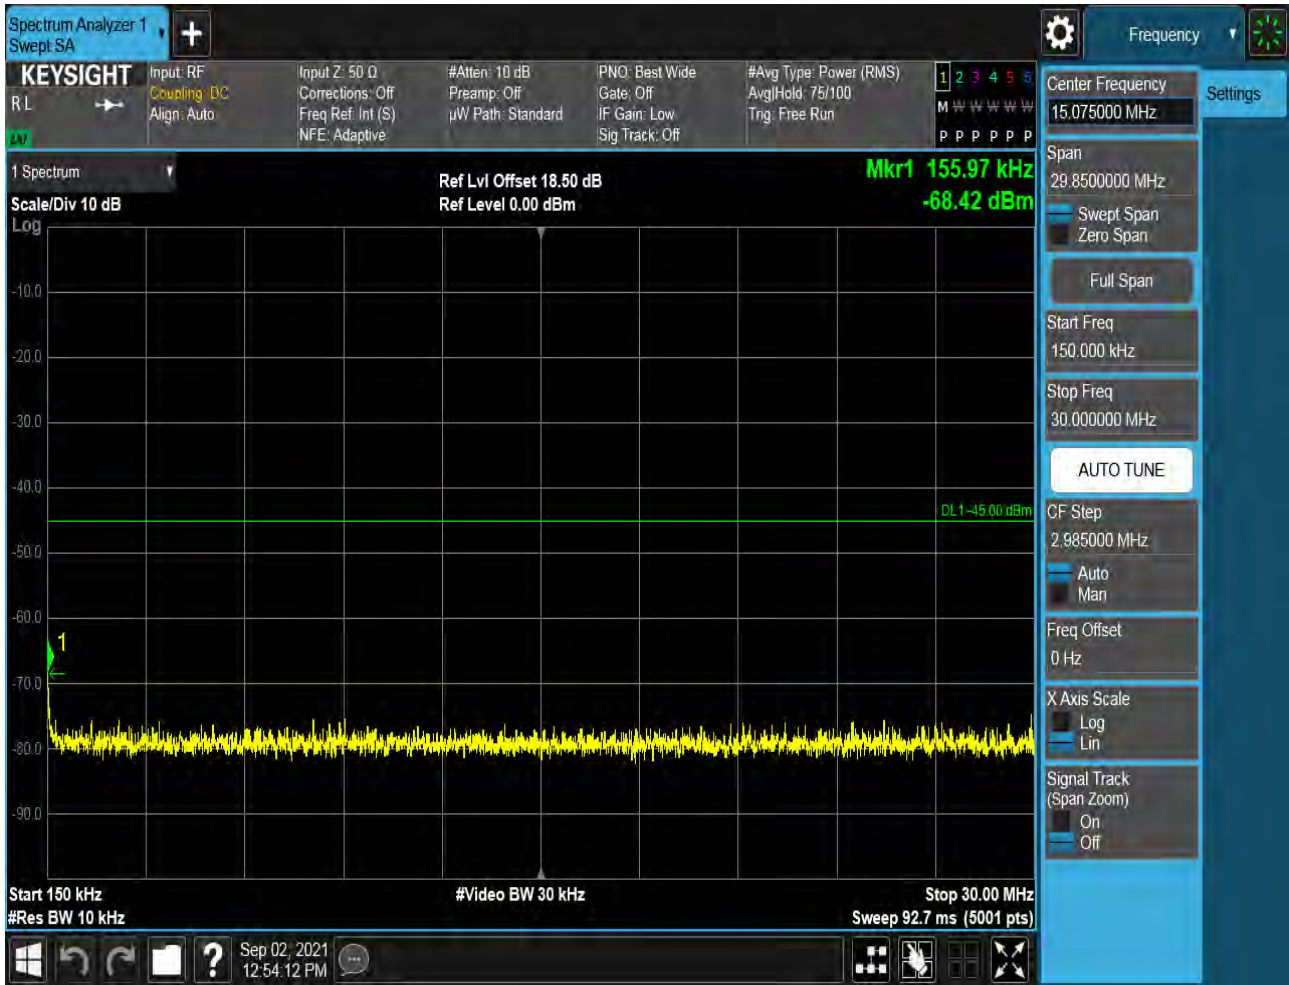 Spectrum Analyzer 1
Swept SA
Frequency
KEYSIGHT
R L
LNI
Input: RF
Coupling: DC
Align: Auto
Input Z: 50 Ω
Corrections: Off
Freq Ref: Int (S)
NFE: Adaptive
#Atten: 10 dB
Preamp: Off
µW Path: Standard
PNO: Best Wide
Gate: Off
IF Gain: Low
Sig Track: Off
#Avg Type: Power (RMS)
Avg|Hold: 75/100
Trig: Free Run
1 2 3 4 5 6
M W W W W W
P P P P P P
1 Spectrum
Scale/Div 10 dB
Log
Ref Lvl Offset 18.50 dB
Ref Level 0.00 dBm
Mkr1 155.97 kHz
-68.42 dBm
-10.0
-20.0
-30.0
-40.0
DL1 -45.00 dBm
-50.0
-60.0
1
-70.0
-80.0
-90.0
Start 150 kHz
#Video BW 30 kHz
Stop 30.00 MHz
#Res BW 10 kHz
Sweep 92.7 ms (5001 pts)
?
Sep 02, 2021
12:54:12 PM
Center Frequency
15.075000 MHz
Settings
Span
29.8500000 MHz
Swept Span
Zero Span
Full Span
Start Freq
150.000 kHz
Stop Freq
30.000000 MHz
AUTO TUNE
CF Step
2.985000 MHz
Auto
Man
Freq Offset
0 Hz
X Axis Scale
Log
Lin
Signal Track
(Span Zoom)
On
Off